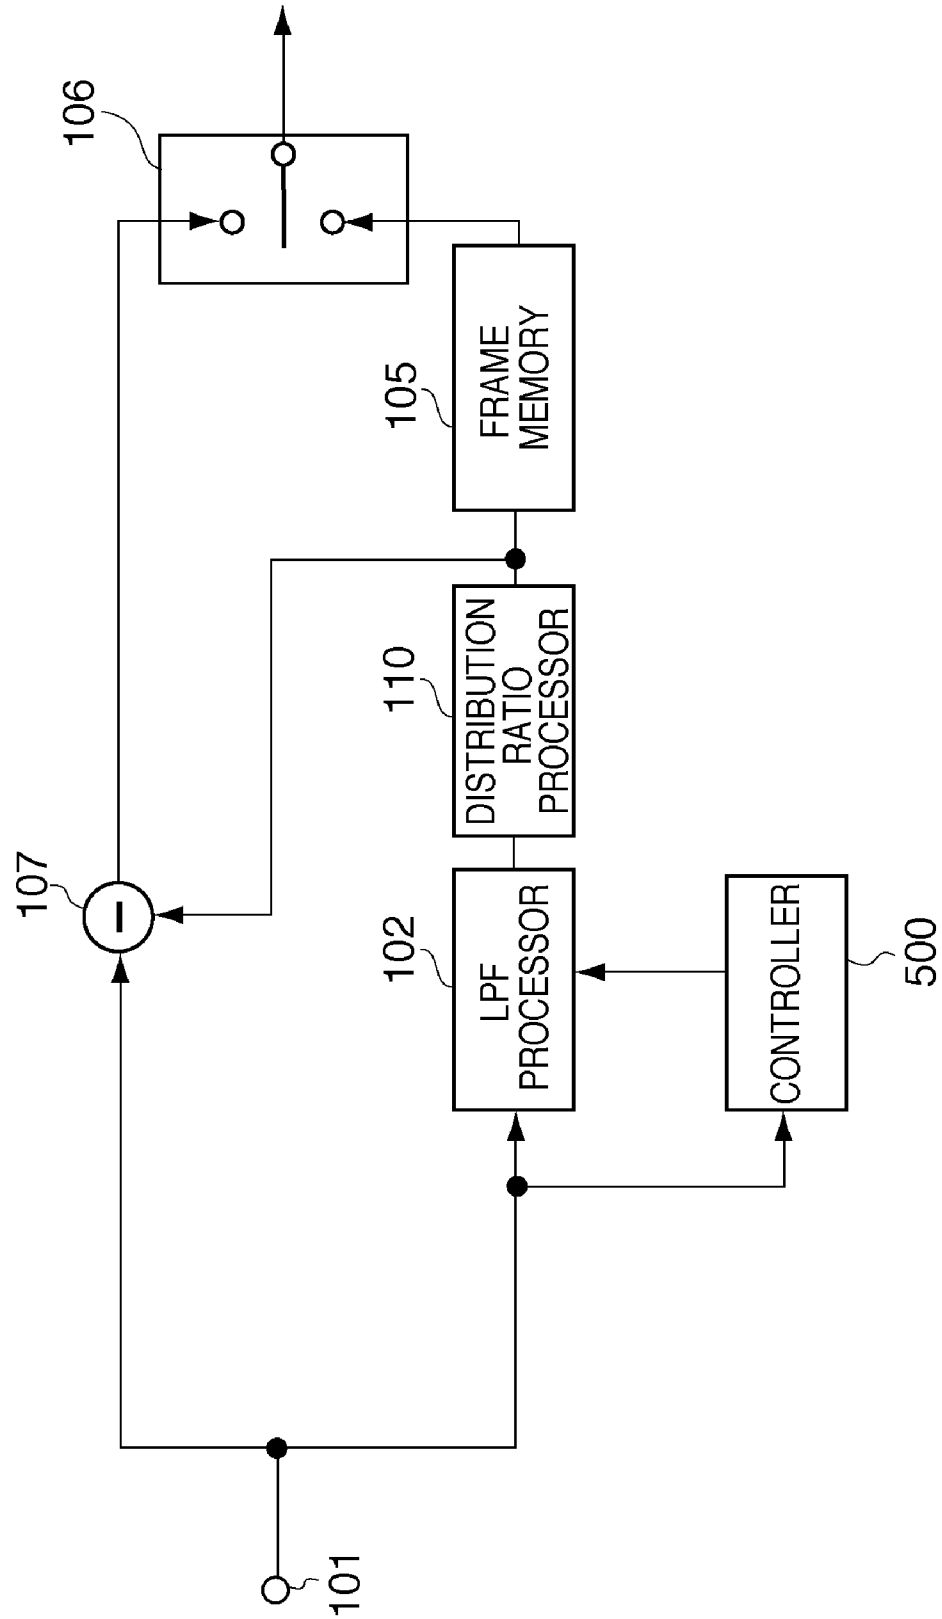 106
107
102
LPF
PROCESSOR
110
DISTRIBUTION
RATIO
PROCESSOR
105
FRAME
MEMORY
101
CONTROLLER
500